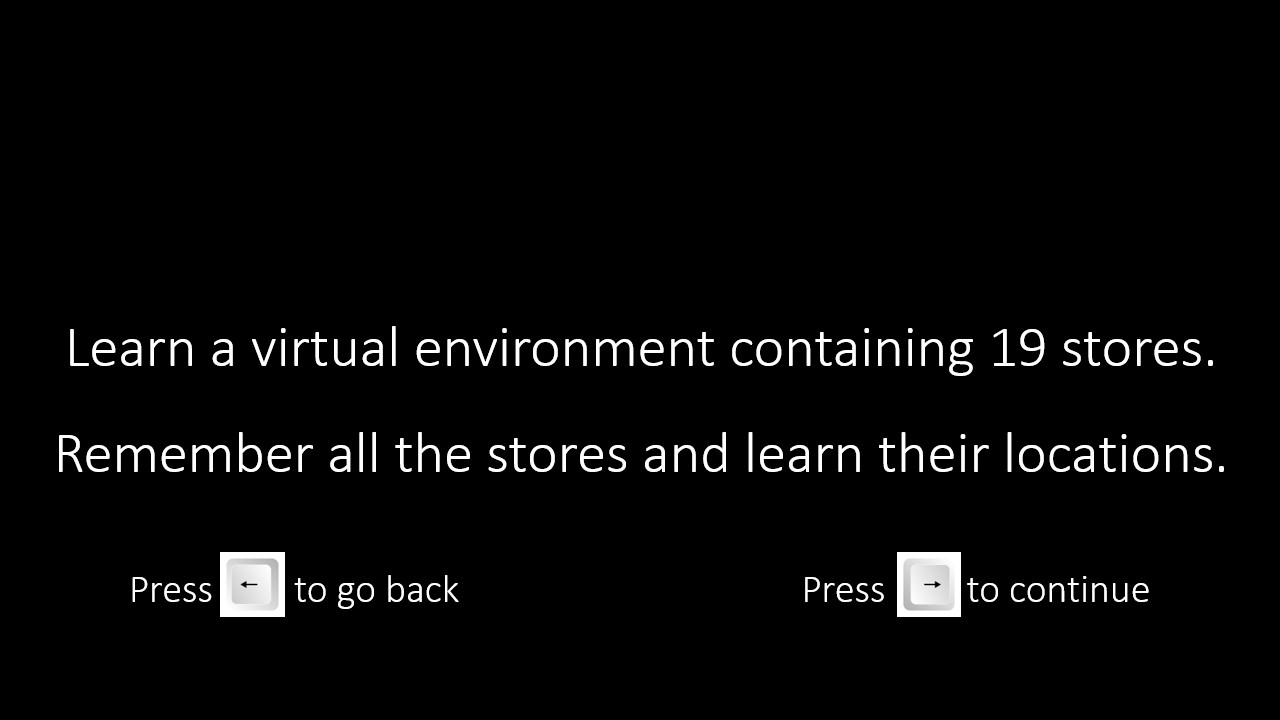 Learn a virtual environment containing 19 stores.
Remember all the stores and learn their locations.
Press ← to go back
Press → to continue